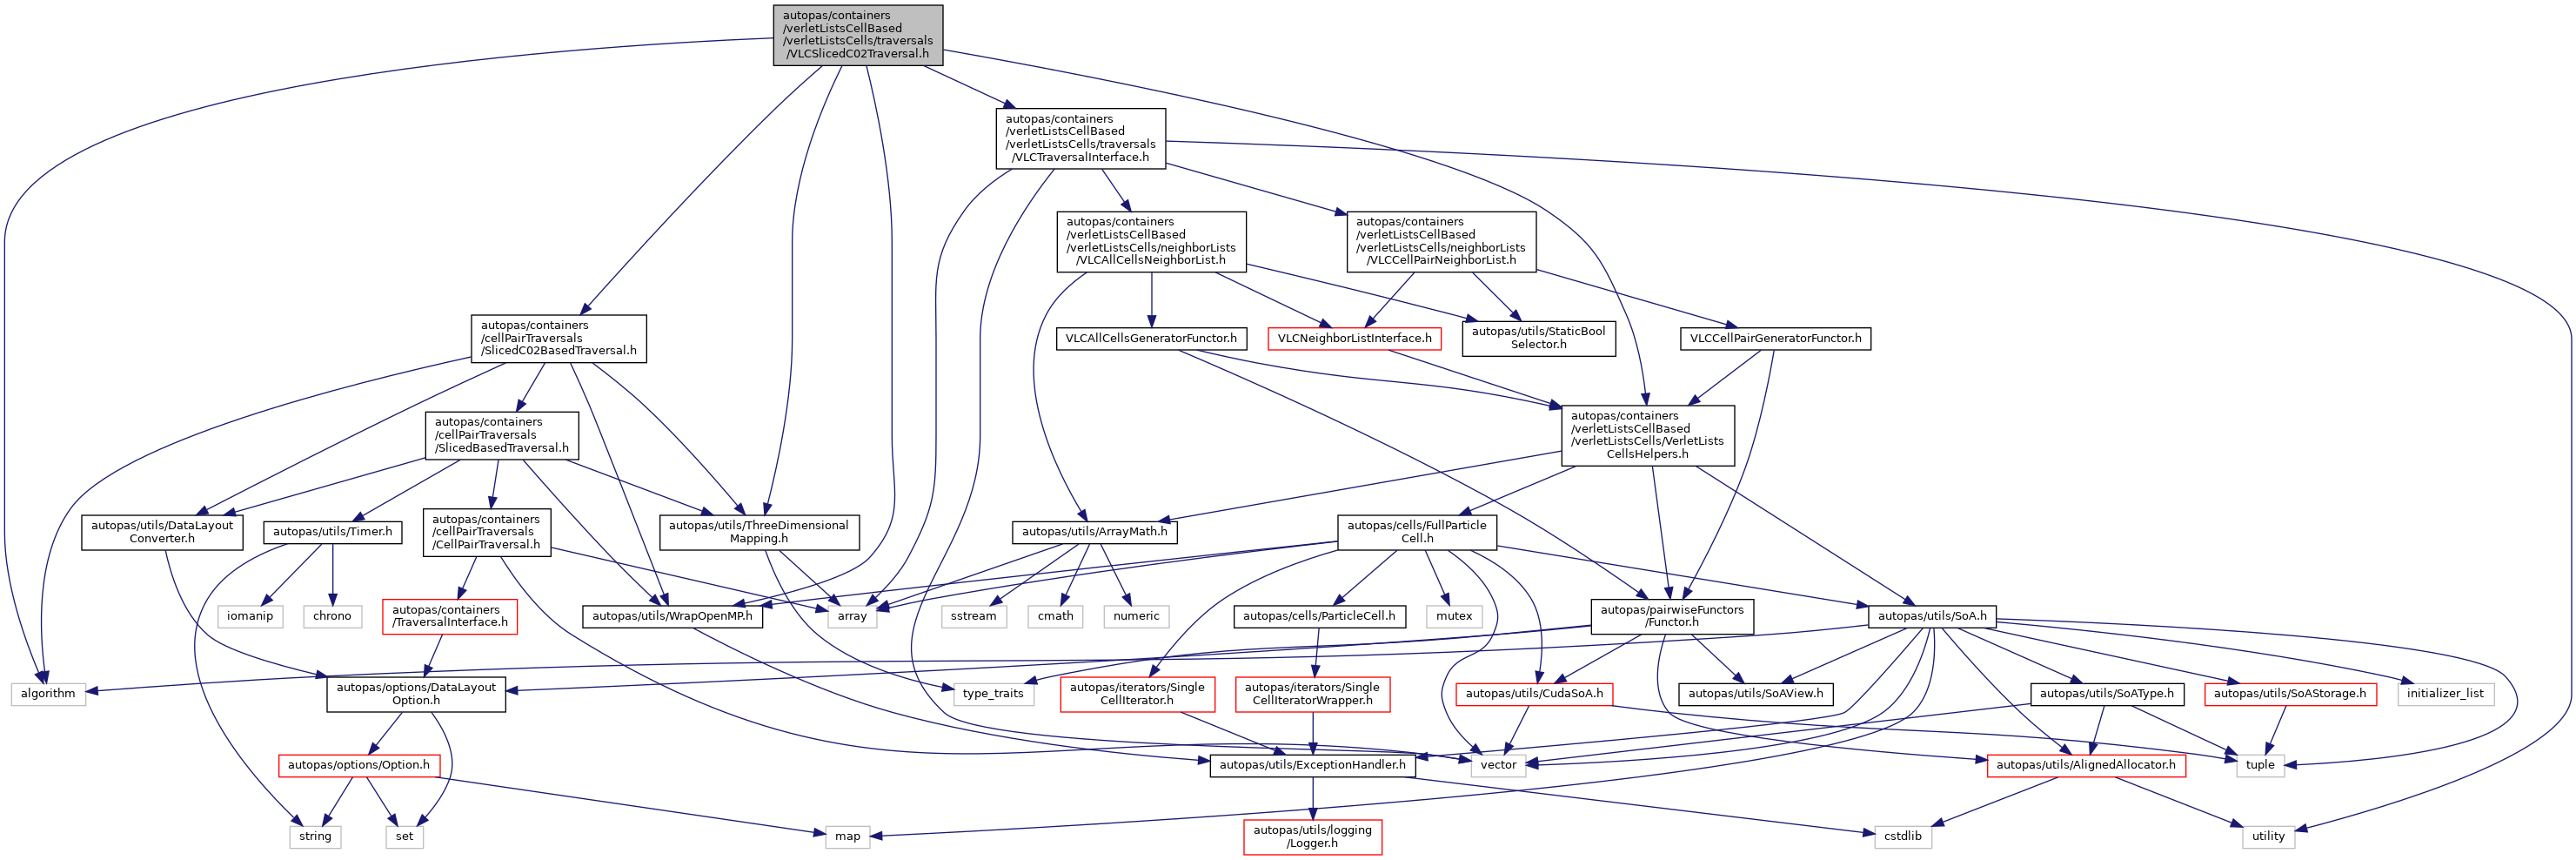 autopas/containers
/verletListsCellBased
/verletListsCells/traversals
/VLCSlicedC02Traversal.h
autopas/containers
/verletListsCellBased
/verletListsCells/traversals
/VLCTraversalInterface.h
autopas/containers
/verletListsCellBased
/verletListsCells/neighborLists
/VLCAllCellsNeighborList.h
autopas/containers
/verletListsCellBased
/verletListsCells/neighborLists
/VLCCellPairNeighborList.h
autopas/containers
/cellPairTraversals
/SlicedC02BasedTraversal.h
VLCAllCellsGeneratorFunctor.h
VLCNeighborListInterface.h
autopas/utils/StaticBool
Selector.h
VLCCellPairGeneratorFunctor.h
autopas/containers
/cellPairTraversals
/SlicedBasedTraversal.h
autopas/containers
/verletListsCellBased
/verletListsCells/VerletLists
CellsHelpers.h
autopas/utils/DataLayout
Converter.h
autopas/utils/Timer.h
autopas/containers
/cellPairTraversals
/CellPairTraversal.h
autopas/utils/ThreeDimensional
Mapping.h
autopas/utils/ArrayMath.h
autopas/cells/FullParticle
Cell.h
iomanip
chrono
autopas/containers
/TraversalInterface.h
autopas/utils/WrapOpenMP.h
array
sstream
cmath
numeric
autopas/cells/ParticleCell.h
mutex
autopas/pairwiseFunctors
/Functor.h
autopas/utils/SoA.h
algorithm
autopas/options/DataLayout
Option.h
type_traits
autopas/iterators/Single
CellIterator.h
autopas/iterators/Single
CellIteratorWrapper.h
autopas/utils/CudaSoA.h
autopas/utils/SoAView.h
autopas/utils/SoAType.h
autopas/utils/SoAStorage.h
initializer_list
autopas/options/Option.h
autopas/utils/ExceptionHandler.h
vector
autopas/utils/AlignedAllocator.h
tuple
string
set
map
autopas/utils/logging
/Logger.h
cstdlib
utility